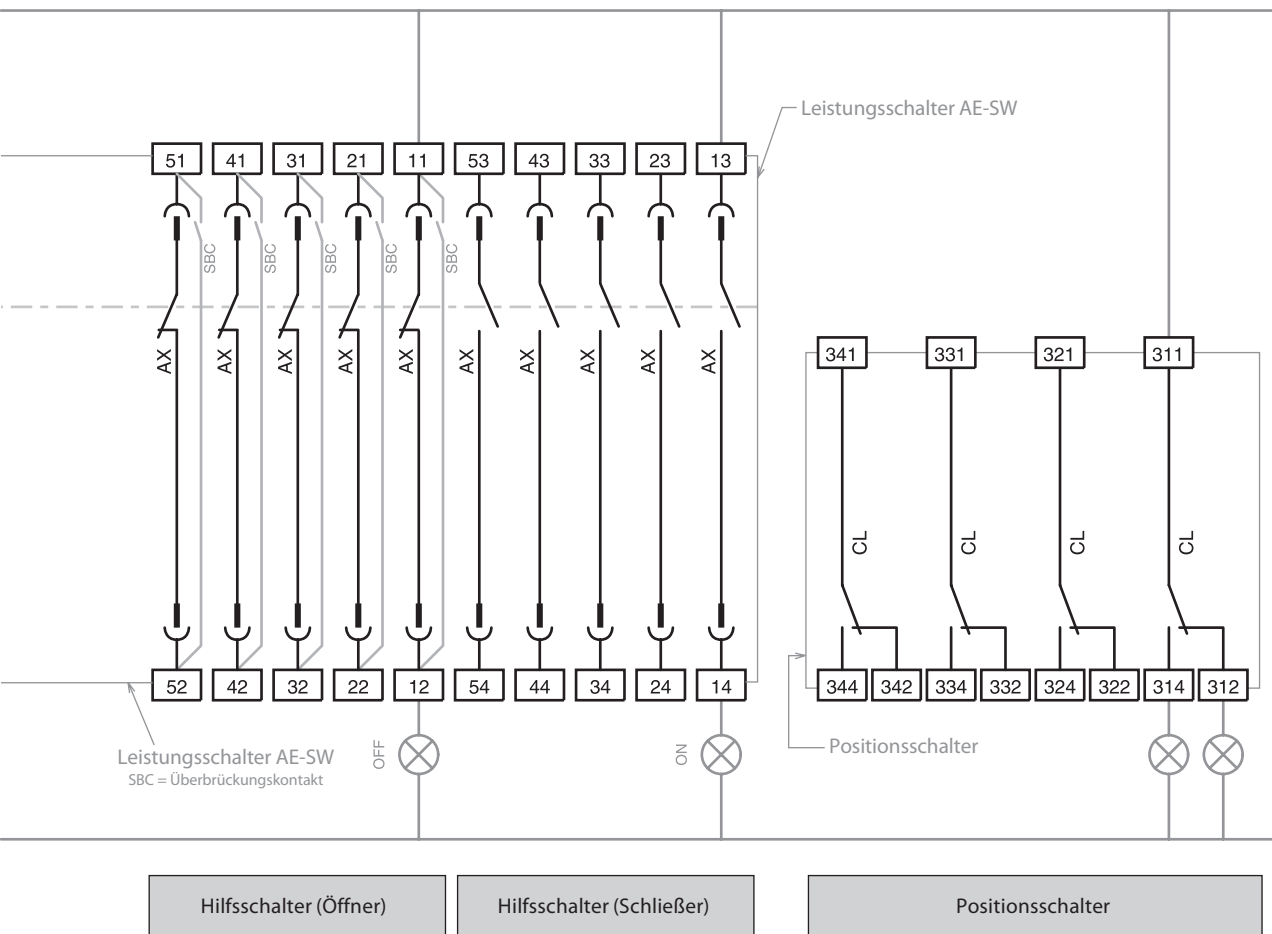 Leistungsschalter AE-SW
51 41 31 21 11 53 43 33 23 13
SBC SBC SBC SBC SBC
AX AX AX AX AX AX AX AX AX AX
341 331 321 311
CL CL CL CL
52 42 32 22 12 54 44 34 24 14
344 342 334 332 324 322 314 312
Leistungsschalter AE-SW
SBC = Überbrückungskontakt
OFF
ON
Positionsschalter
Hilfsschalter (Öffner)
Hilfsschalter (Schließer)
Positionsschalter